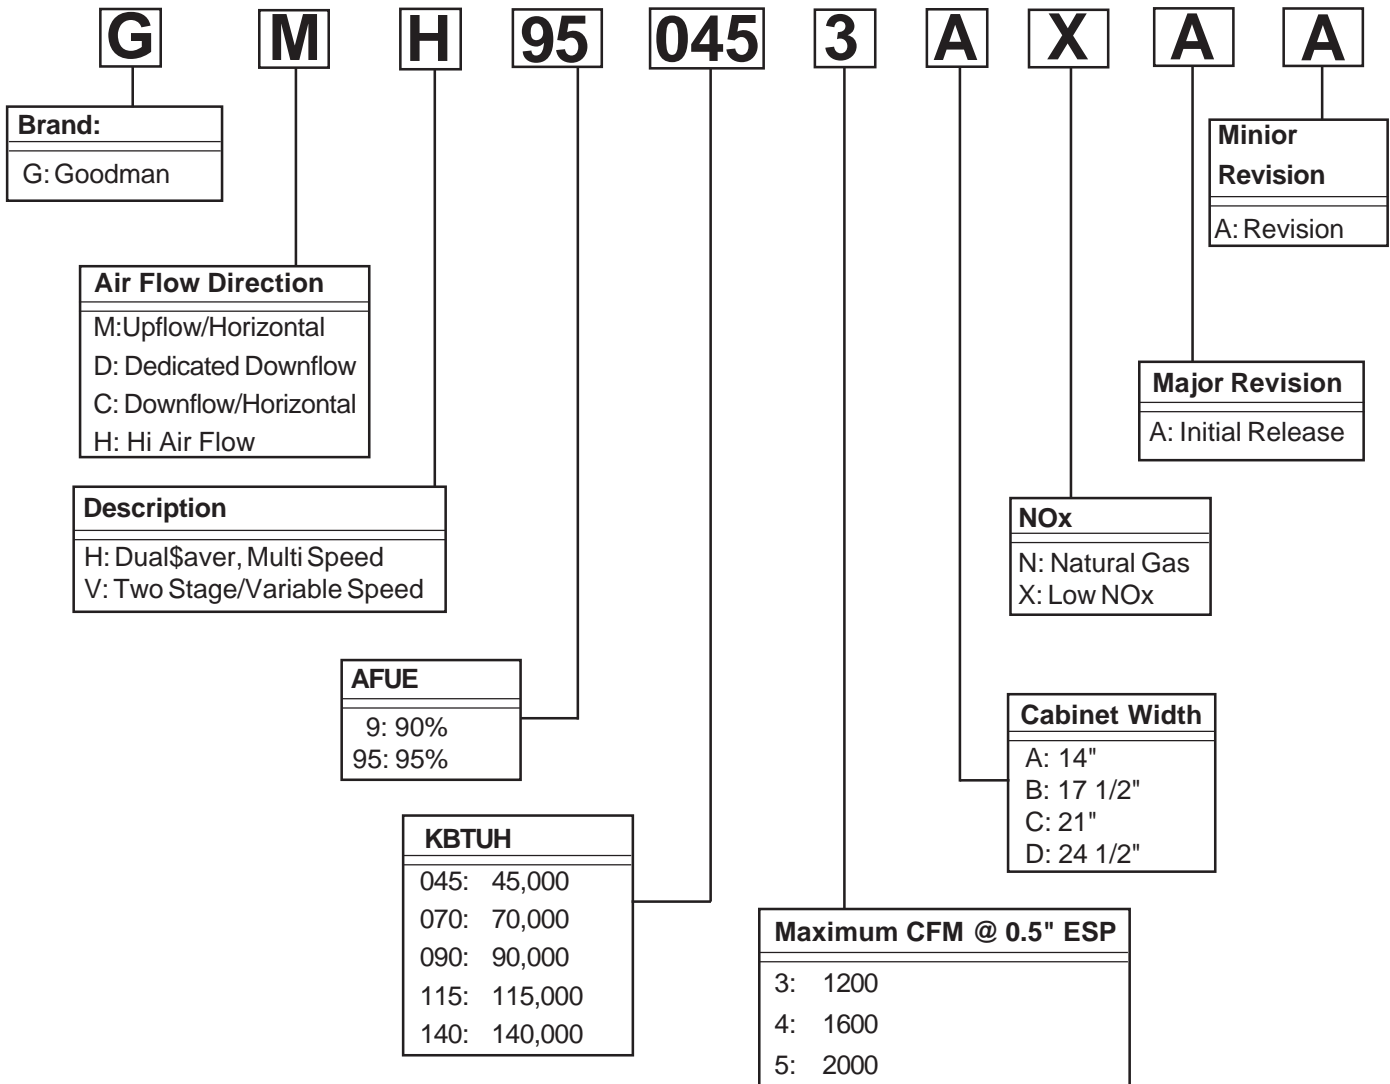 G M H 95 045 3 A X A A
Brand:
G: Goodman
Minior
Revision
A: Revision
Air Flow Direction
M:Upflow/Horizontal
D: Dedicated Downflow
C: Downflow/Horizontal
H: Hi Air Flow
Major Revision
A: Initial Release
Description
H: Dual$aver, Multi Speed
V: Two Stage/Variable Speed
NOx
N: Natural Gas
X: Low NOx
AFUE
9: 90%
95: 95%
Cabinet Width
A: 14"
B: 17 1/2"
C: 21"
D: 24 1/2"
KBTUH
045: 45,000
070: 70,000
090: 90,000
115: 115,000
140: 140,000
Maximum CFM @ 0.5" ESP
3: 1200
4: 1600
5: 2000